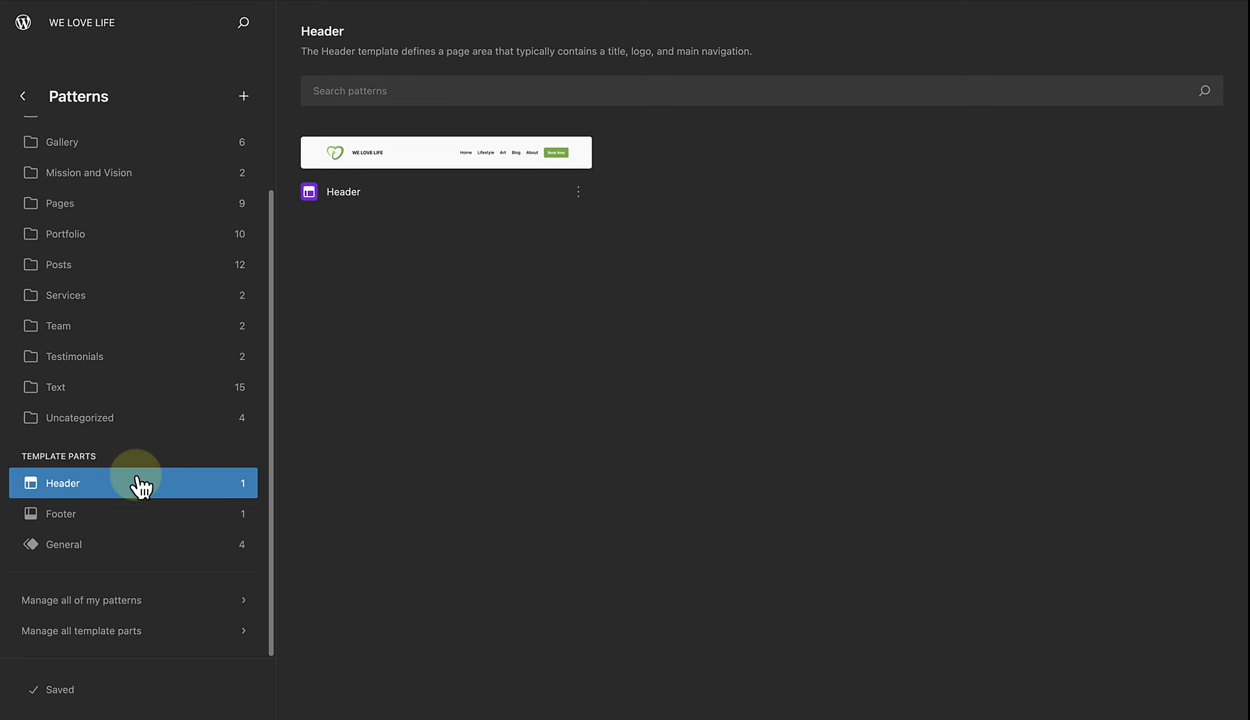 WE LOVE LIFE
Patterns
Gallery 6
Mission and Vision 2
Pages 9
Portfolio 10
Posts 12
Services 2
Team 2
Testimonials 2
Text 15
Uncategorized 4
TEMPLATE PARTS
Header 1
Footer 1
General 4
Manage all of my patterns
Manage all template parts
Saved
Header
The Header template defines a page area that typically contains a title, logo, and main navigation.
Search patterns
WE LOVE LIFE Home Lifestyle Art Blog About Book Now
Header